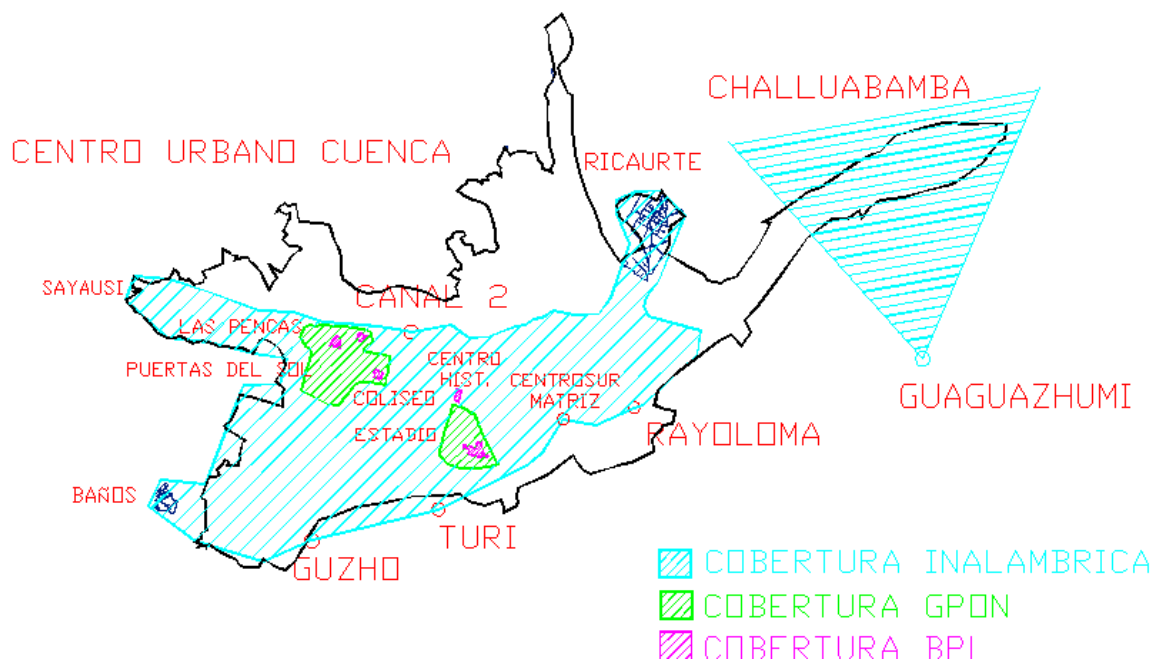 CHALLUABAMBA
CENTRO URBANO CUENCA
RICAURTE
SAYAUSI
CANAL 2
LAS PENCAS
PUERTAS DEL SOL
CENTRO
HIST.
CENTROSUR
MATRIZ
COLISEO
GUAGUAZHUMI
ESTADIO
RAYOLOMA
BAÑOS
TURI
GUZHO
COBERTURA INALAMBRICA
COBERTURA GPON
COBERTURA BPL